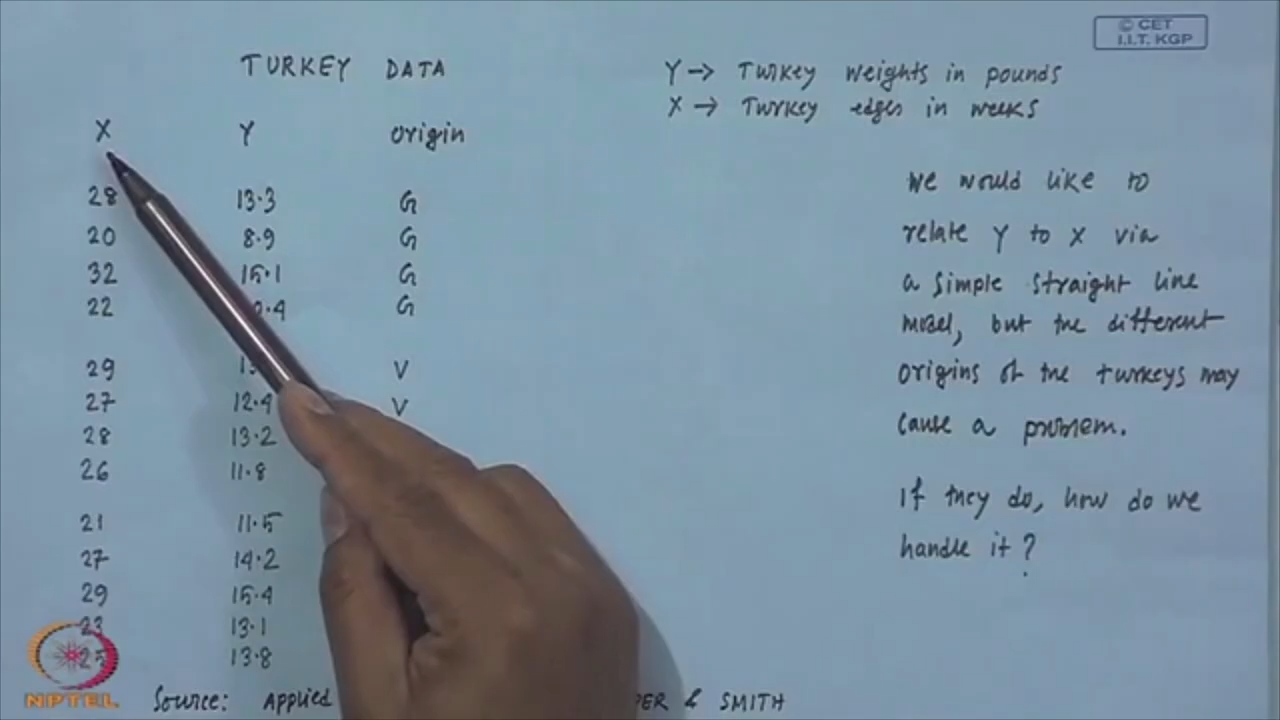 © CET
I.I.T. KGP
TURKEY DATA
X Y origin
28 13.3 G
20 8.9 G
32 15.1 G
22 G
29 V
27 12.4 V
28 13.2
26 11.8
21 11.5
27 14.2
29 15.4
23 13.1
25 13.8
Source: Applied & SMITH
Y → Turkey weights in pounds
X → Turkey edges in weeks
We would like to
relate Y to X via
a simple straight line
model, but the different
origins of the turkeys may
cause a problem.
If they do, how do we
handle it?
NPTEL